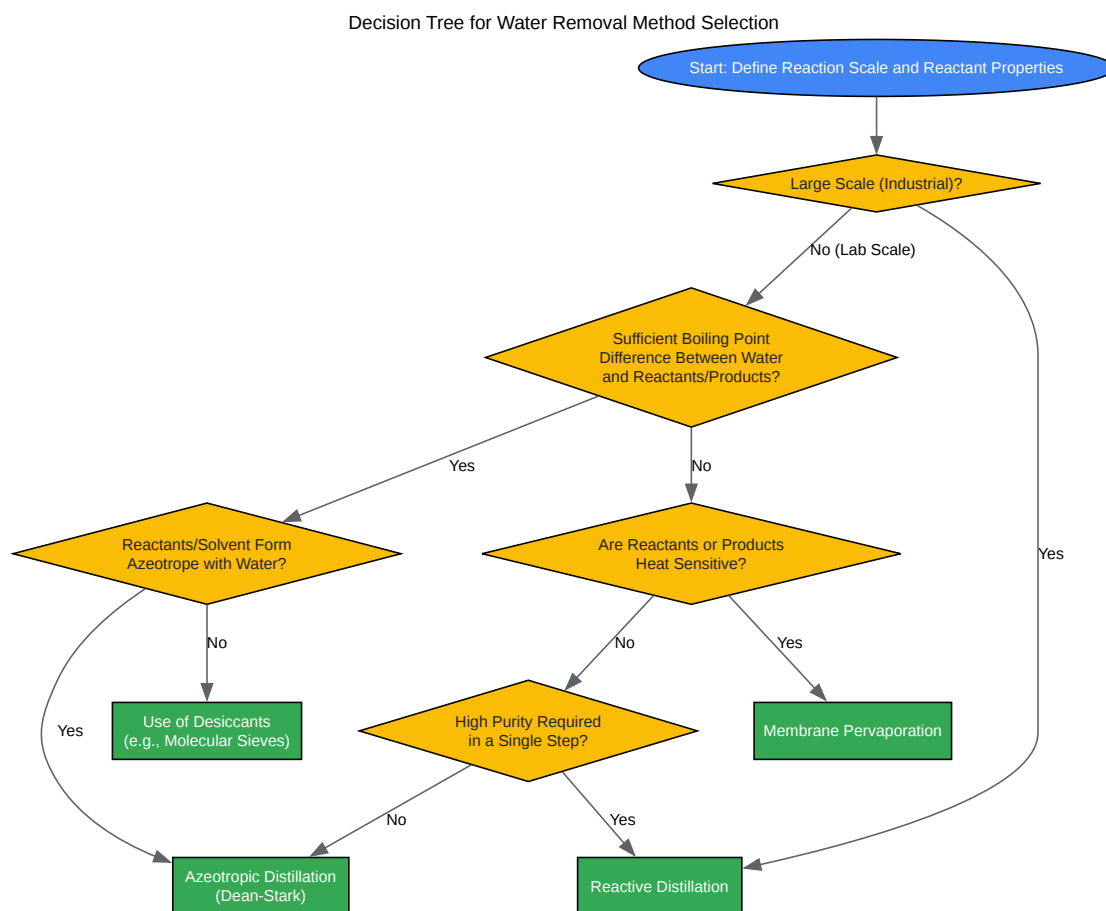 Decision Tree for Water Removal Method Selection
Start: Define Reaction Scale and Reactant Properties
Large Scale (Industrial)?
No (Lab Scale)
Sufficient Boiling Point
Difference Between Water
and Reactants/Products?
Yes
No
Yes
Reactants/Solvent Form
Azeotrope with Water?
Are Reactants or Products
Heat Sensitive?
No
No
Yes
Yes
Use of Desiccants
(e.g., Molecular Sieves)
High Purity Required
in a Single Step?
Membrane Pervaporation
No
Yes
Azeotropic Distillation
(Dean-Stark)
Reactive Distillation